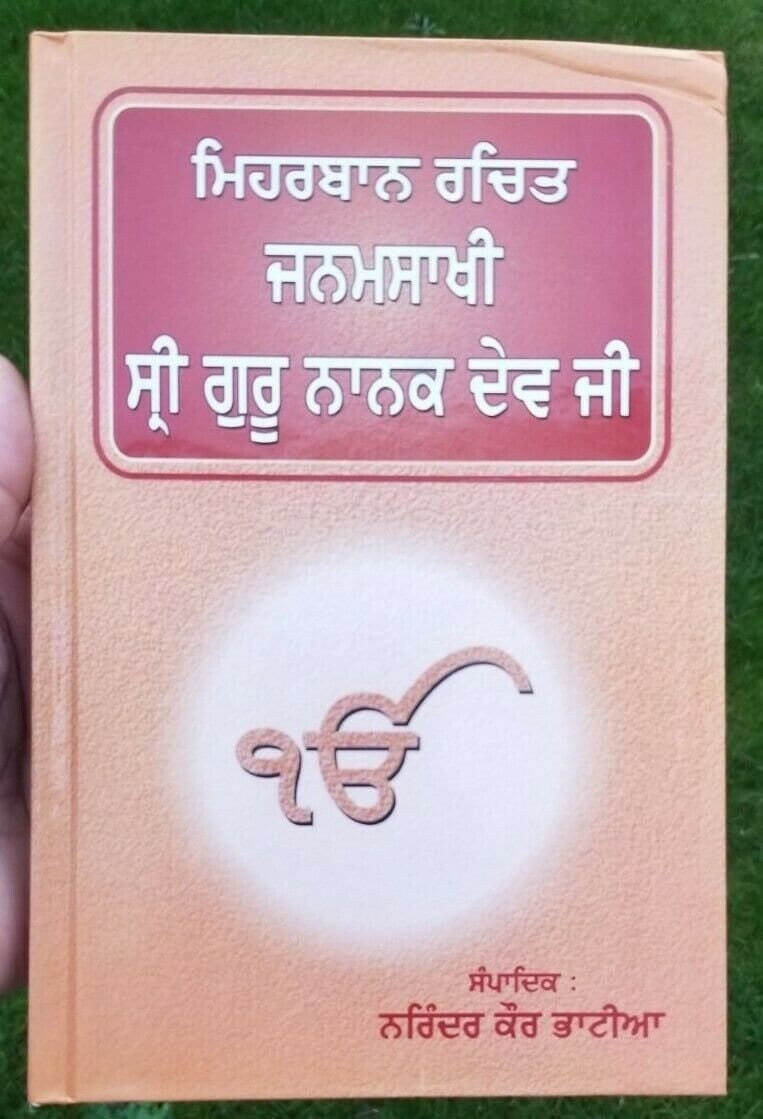 ਮਿਹਰਬਾਨ ਰਚਿਤ
ਜਨਮਸਾਖੀ
ਸ੍ਰੀ ਗੁਰੂ ਨਾਨਕ ਦੇਵ ਜੀ
ੴ
ਸੰਪਾਦਿਕ :
ਨਰਿੰਦਰ ਕੌਰ ਭਾਟੀਆ